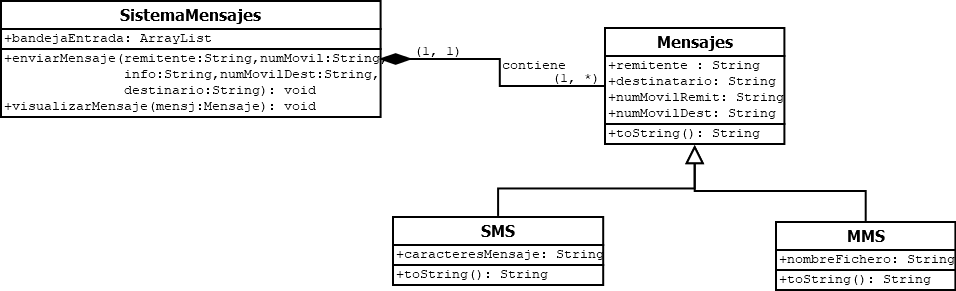 SistemaMensajes
+bandejaEntrada: ArrayList
+enviarMensaje(remitente:String,numMovil:String,
info:String,numMovilDest:String,
destinario:String): void
+visualizarMensaje(mensj:Mensaje): void
(1, 1)
contiene
(1, *)
Mensajes
+remitente : String
+destinatario: String
+numMovilRemit: String
+numMovilDest: String
+toString(): String
SMS
+caracteresMensaje: String
+toString(): String
MMS
+nombreFichero: String
+toString(): String